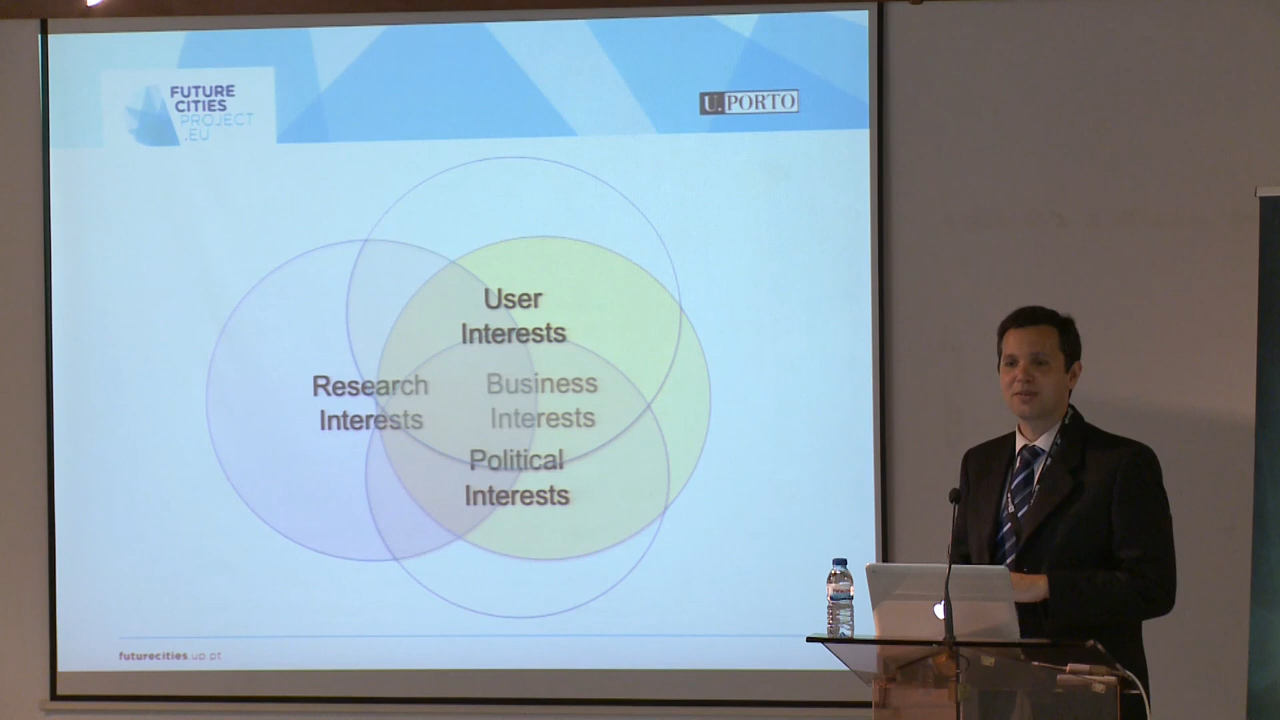 FUTURE
CITIES
PROJECT
.EU
U.PORTO
User
Interests
Research
Interests
Business
Interests
Political
Interests
futurecities.up.pt